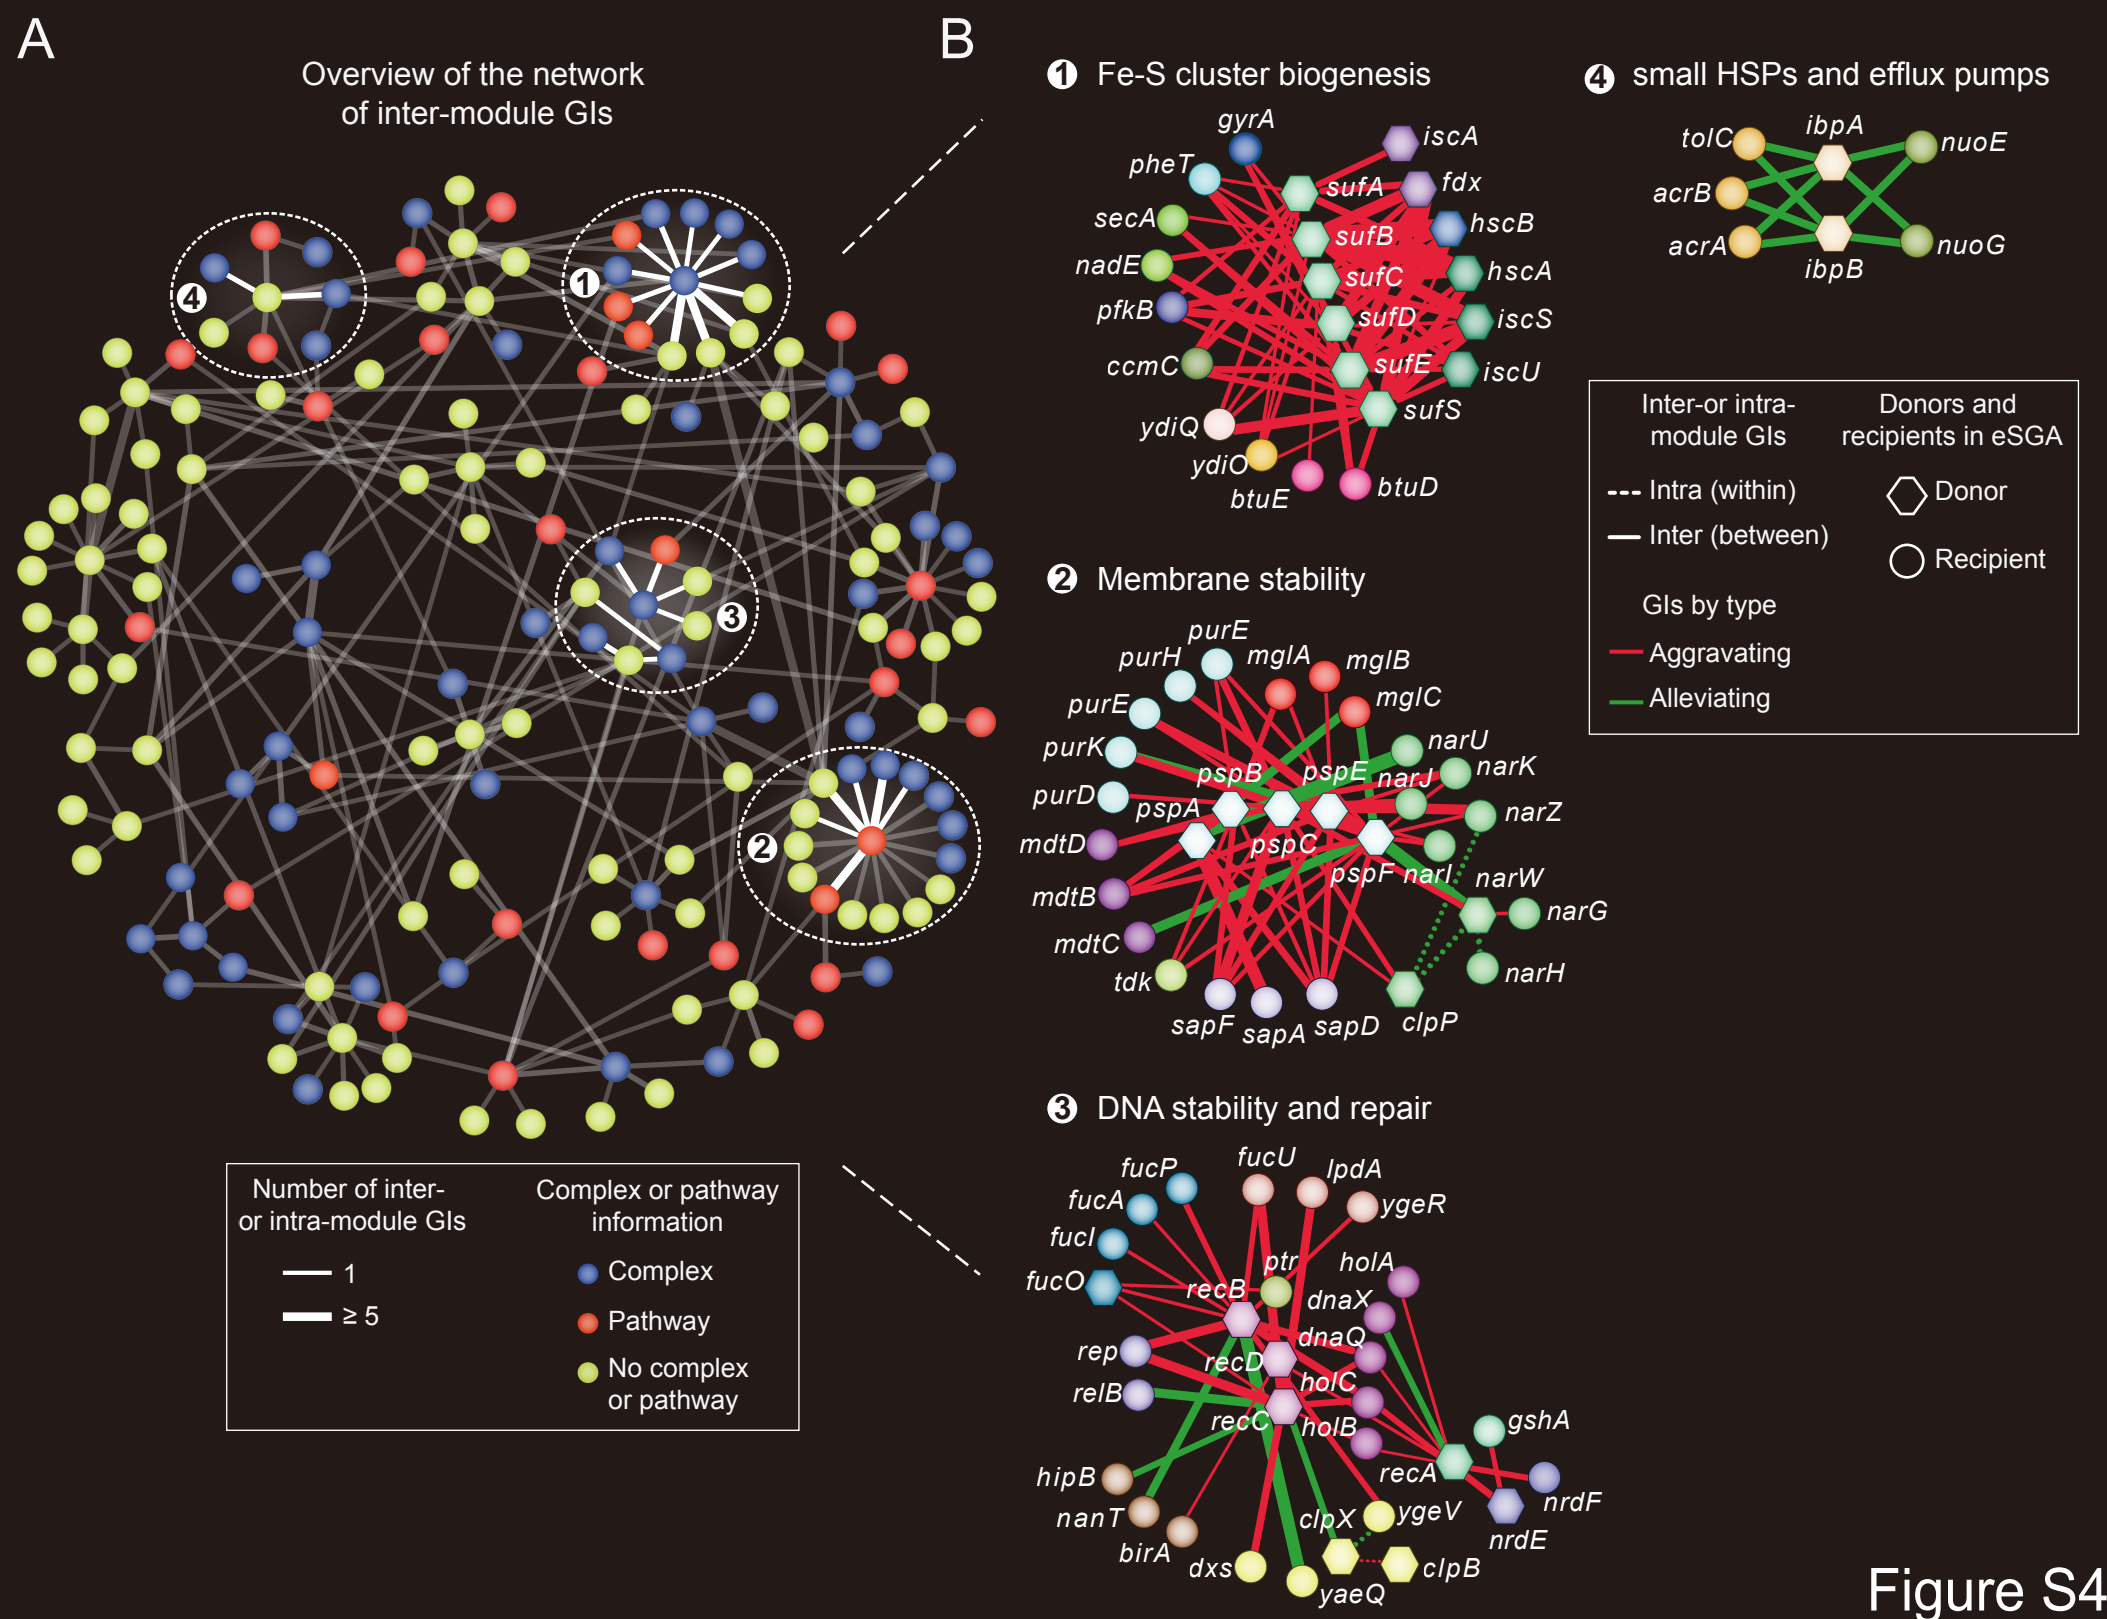 A
Overview of the network
of inter-module GIs
4
1
3
2
Number of inter-
or intra-module GIs
1
≥ 5
Complex or pathway
information
Complex
Pathway
No complex
or pathway
B
1 Fe-S cluster biogenesis
gyrA
pheT
secA
nadE
pfkB
ccmC
ydiQ
ydiO
btuE
btuD
iscA
fdx
hscB
hscA
iscS
iscU
sufA
sufB
sufC
sufD
sufE
sufS
4 small HSPs and efflux pumps
tolC
acrB
acrA
ibpA
ibpB
nuoE
nuoG
Inter-or intra-
module GIs
Intra (within)
Inter (between)
GIs by type
Aggravating
Alleviating
Donors and
recipients in eSGA
Donor
Recipient
2 Membrane stability
purE
purH
purE
purK
purD
mdtD
mdtB
mdtC
tdk
mglA
mglB
mglC
narU
narK
narJ
narZ
narI
narW
narG
narH
pspB
pspE
pspA
pspC
pspF
sapF
sapA
sapD
clpP
3 DNA stability and repair
fucP
fucA
fucI
fucO
fucU
lpdA
ygeR
ptr
holA
recB
dnaX
dnaQ
rep
recD
relB
holC
recC
holB
gshA
recA
hipB
nrdF
nanT
clpX
ygeV
nrdE
birA
dxs
clpB
yaeQ
Figure S4